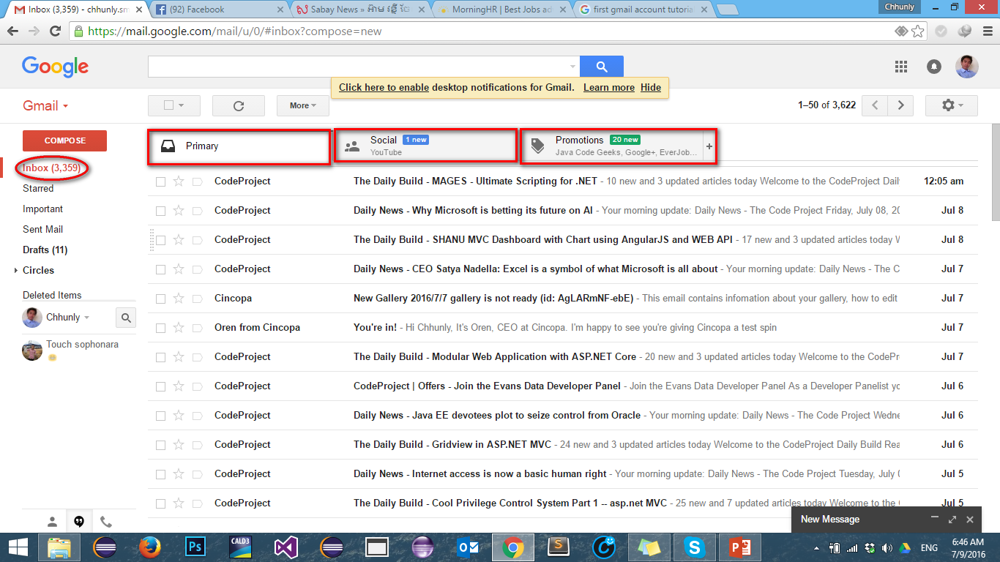 Inbox (3,359) - chhunly.sm
(92) Facebook
Sabay News » អ៊ាម វន្នី ថែ
MorningHR | Best Jobs ad
first gmail account tutoria
Chhunly
https://mail.google.com/mail/u/0/#inbox?compose=new
Google
Click here to enable desktop notifications for Gmail. Learn more Hide
Gmail
More
1–50 of 3,622
COMPOSE
Inbox (3,359)
Starred
Important
Sent Mail
Drafts (11)
Circles
Deleted Items
Chhunly
Touch sophonara
Primary
Social 1 new
YouTube
Promotions 20 new
Java Code Geeks, Google+, EverJob…
+
CodeProject The Daily Build - MAGES - Ultimate Scripting for .NET - 10 new and 3 updated articles today Welcome to the CodeProject Dail 12:05 am
CodeProject Daily News - Why Microsoft is betting its future on AI - Your morning update: Daily News - The Code Project Friday, July 08, 20 Jul 8
CodeProject The Daily Build - SHANU MVC Dashboard with Chart using AngularJS and WEB API - 17 new and 3 updated articles today W Jul 8
CodeProject Daily News - CEO Satya Nadella: Excel is a symbol of what Microsoft is all about - Your morning update: Daily News - The C Jul 7
Cincopa New Gallery 2016/7/7 gallery is not ready (id: AgLARmNF-ebE) - This email contains infomation about your gallery, how to edit Jul 7
Oren from Cincopa You're in! - Hi Chhunly, It's Oren, CEO at Cincopa. I'm happy to see you're giving Cincopa a test spin Jul 7
CodeProject The Daily Build - Modular Web Application with ASP.NET Core - 20 new and 3 updated articles today Welcome to the CodePr Jul 7
CodeProject CodeProject | Offers - Join the Evans Data Developer Panel - Join the Evans Data Developer Panel As a Developer Panelist yo Jul 6
CodeProject Daily News - Java EE devotees plot to seize control from Oracle - Your morning update: Daily News - The Code Project Wedne Jul 6
CodeProject The Daily Build - Gridview in ASP.NET MVC - 24 new and 3 updated articles today Welcome to the CodeProject Daily Build Rea Jul 6
CodeProject Daily News - Internet access is now a basic human right - Your morning update: Daily News - The Code Project Tuesday, July 0 Jul 5
CodeProject The Daily Build - Cool Privilege Control System Part 1 -- asp.net MVC - 25 new and 7 updated articles today Welcome to the Jul 5
New Message
Ps
CALD3
ENG
6:46 AM
7/9/2016